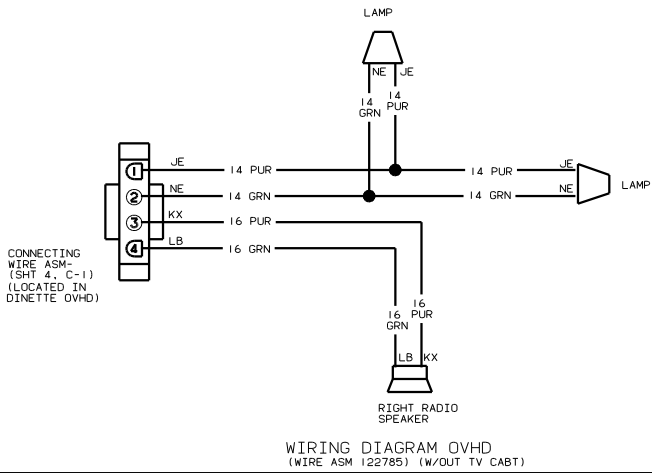 LAMP
NE JE
14
GRN
14
PUR
JE 14 PUR 14 PUR JE
1
NE 14 GRN 14 GRN NE
2
LAMP
KX 16 PUR
3
LB 16 GRN
4
CONNECTING
WIRE ASM-
(SHT 4, C-1)
(LOCATED IN
DINETTE OVHD)
16
GRN
16
PUR
LB KX
RIGHT RADIO
SPEAKER
WIRING DIAGRAM OVHD
(WIRE ASM 122785) (W/OUT TV CABT)